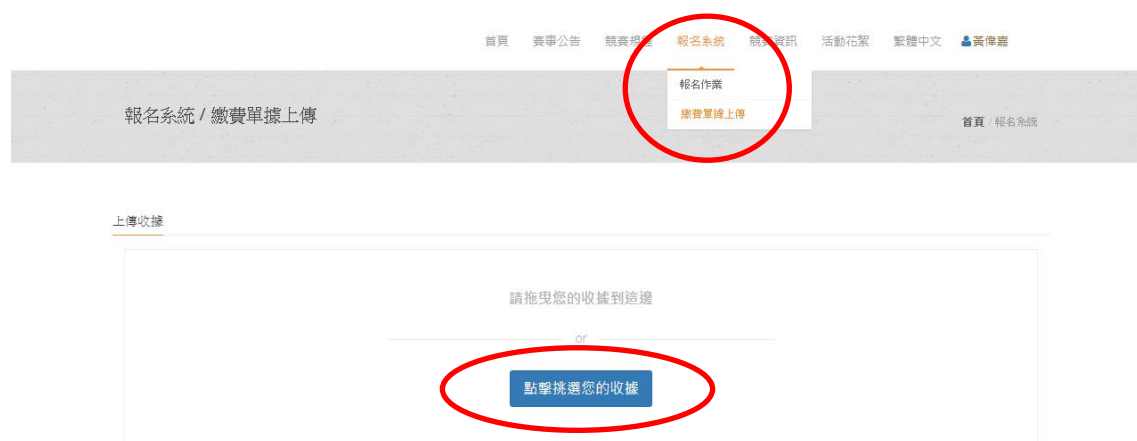 首頁 賽事公告 競賽規程 報名系統 競賽資訊 活動花絮 繁體中文 黃偉嘉
報名作業
繳費單據上傳
報名系統 / 繳費單據上傳
首頁 / 報名系統
上傳收據
請拖曳您的收據到這邊
or
點擊挑選您的收據